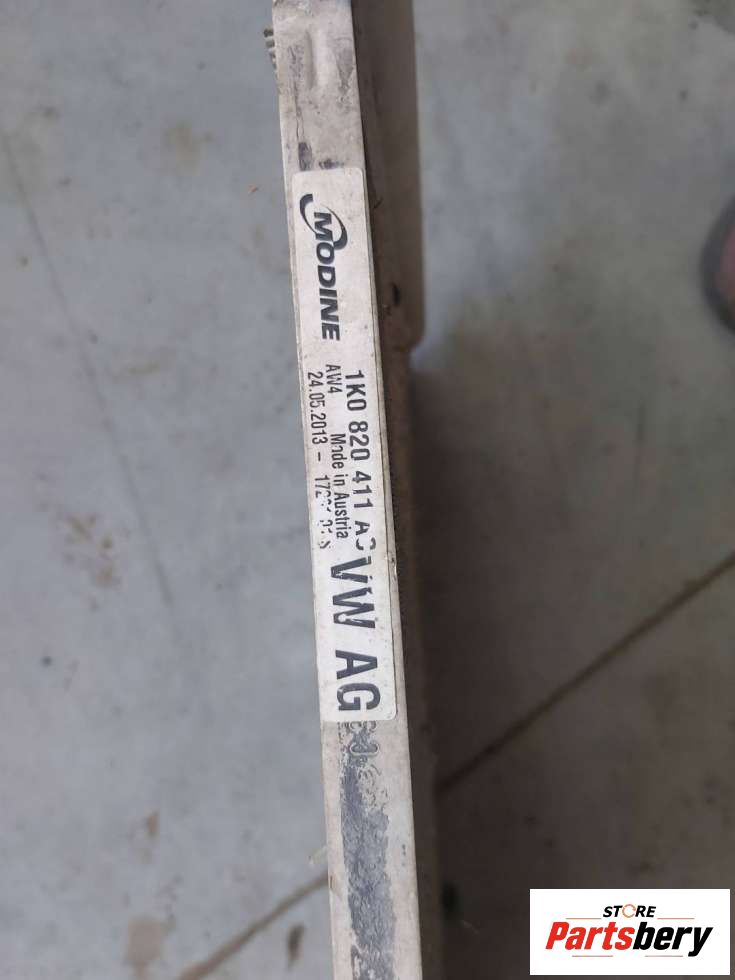 MODINE
1K0 820 411
AW4 Made in Austria
24.05.2013 -
VW AG
STORE
Partsbery